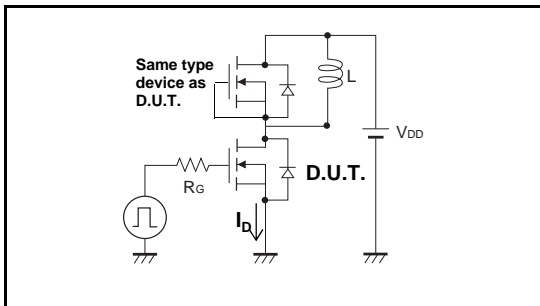 Same type
device as
D.U.T.
L
VDD
D.U.T.
RG
ID